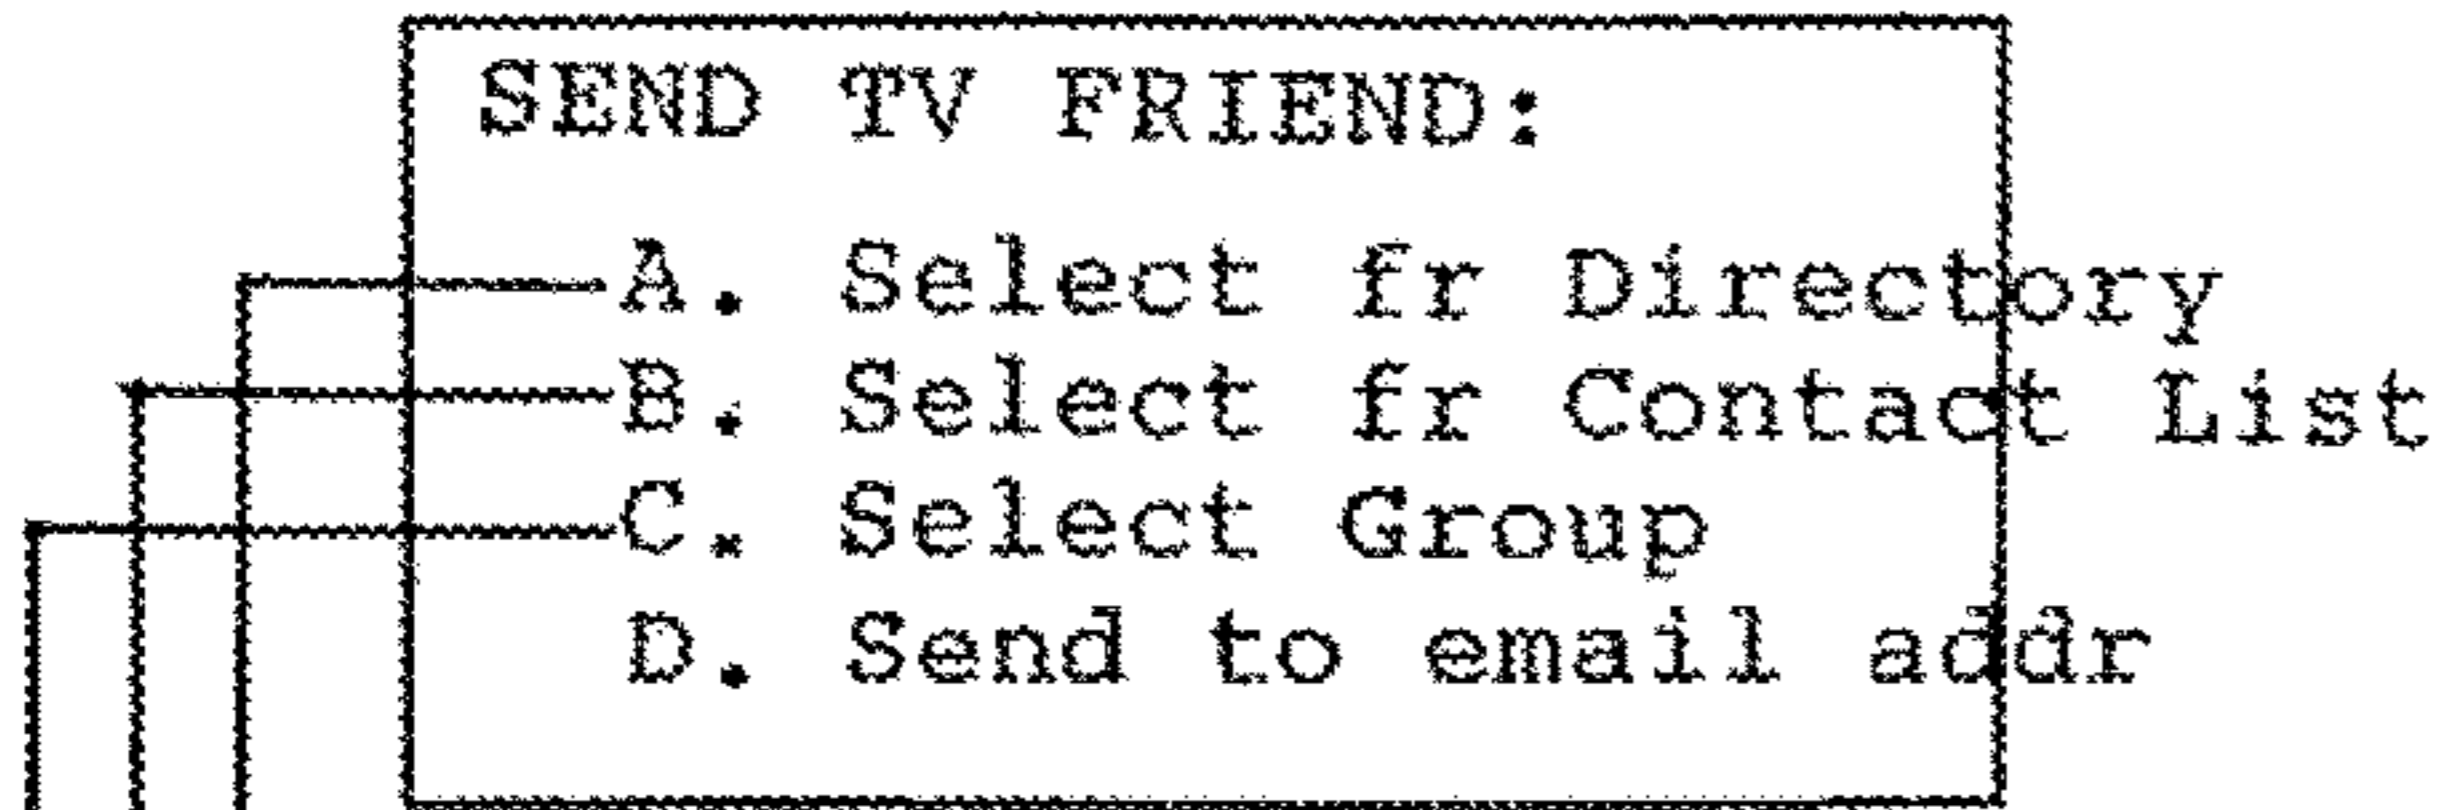 SEND TV FRIEND:
A. Select fr Directory
B. Select fr Contact List
C. Select Group
D. Send to email addr